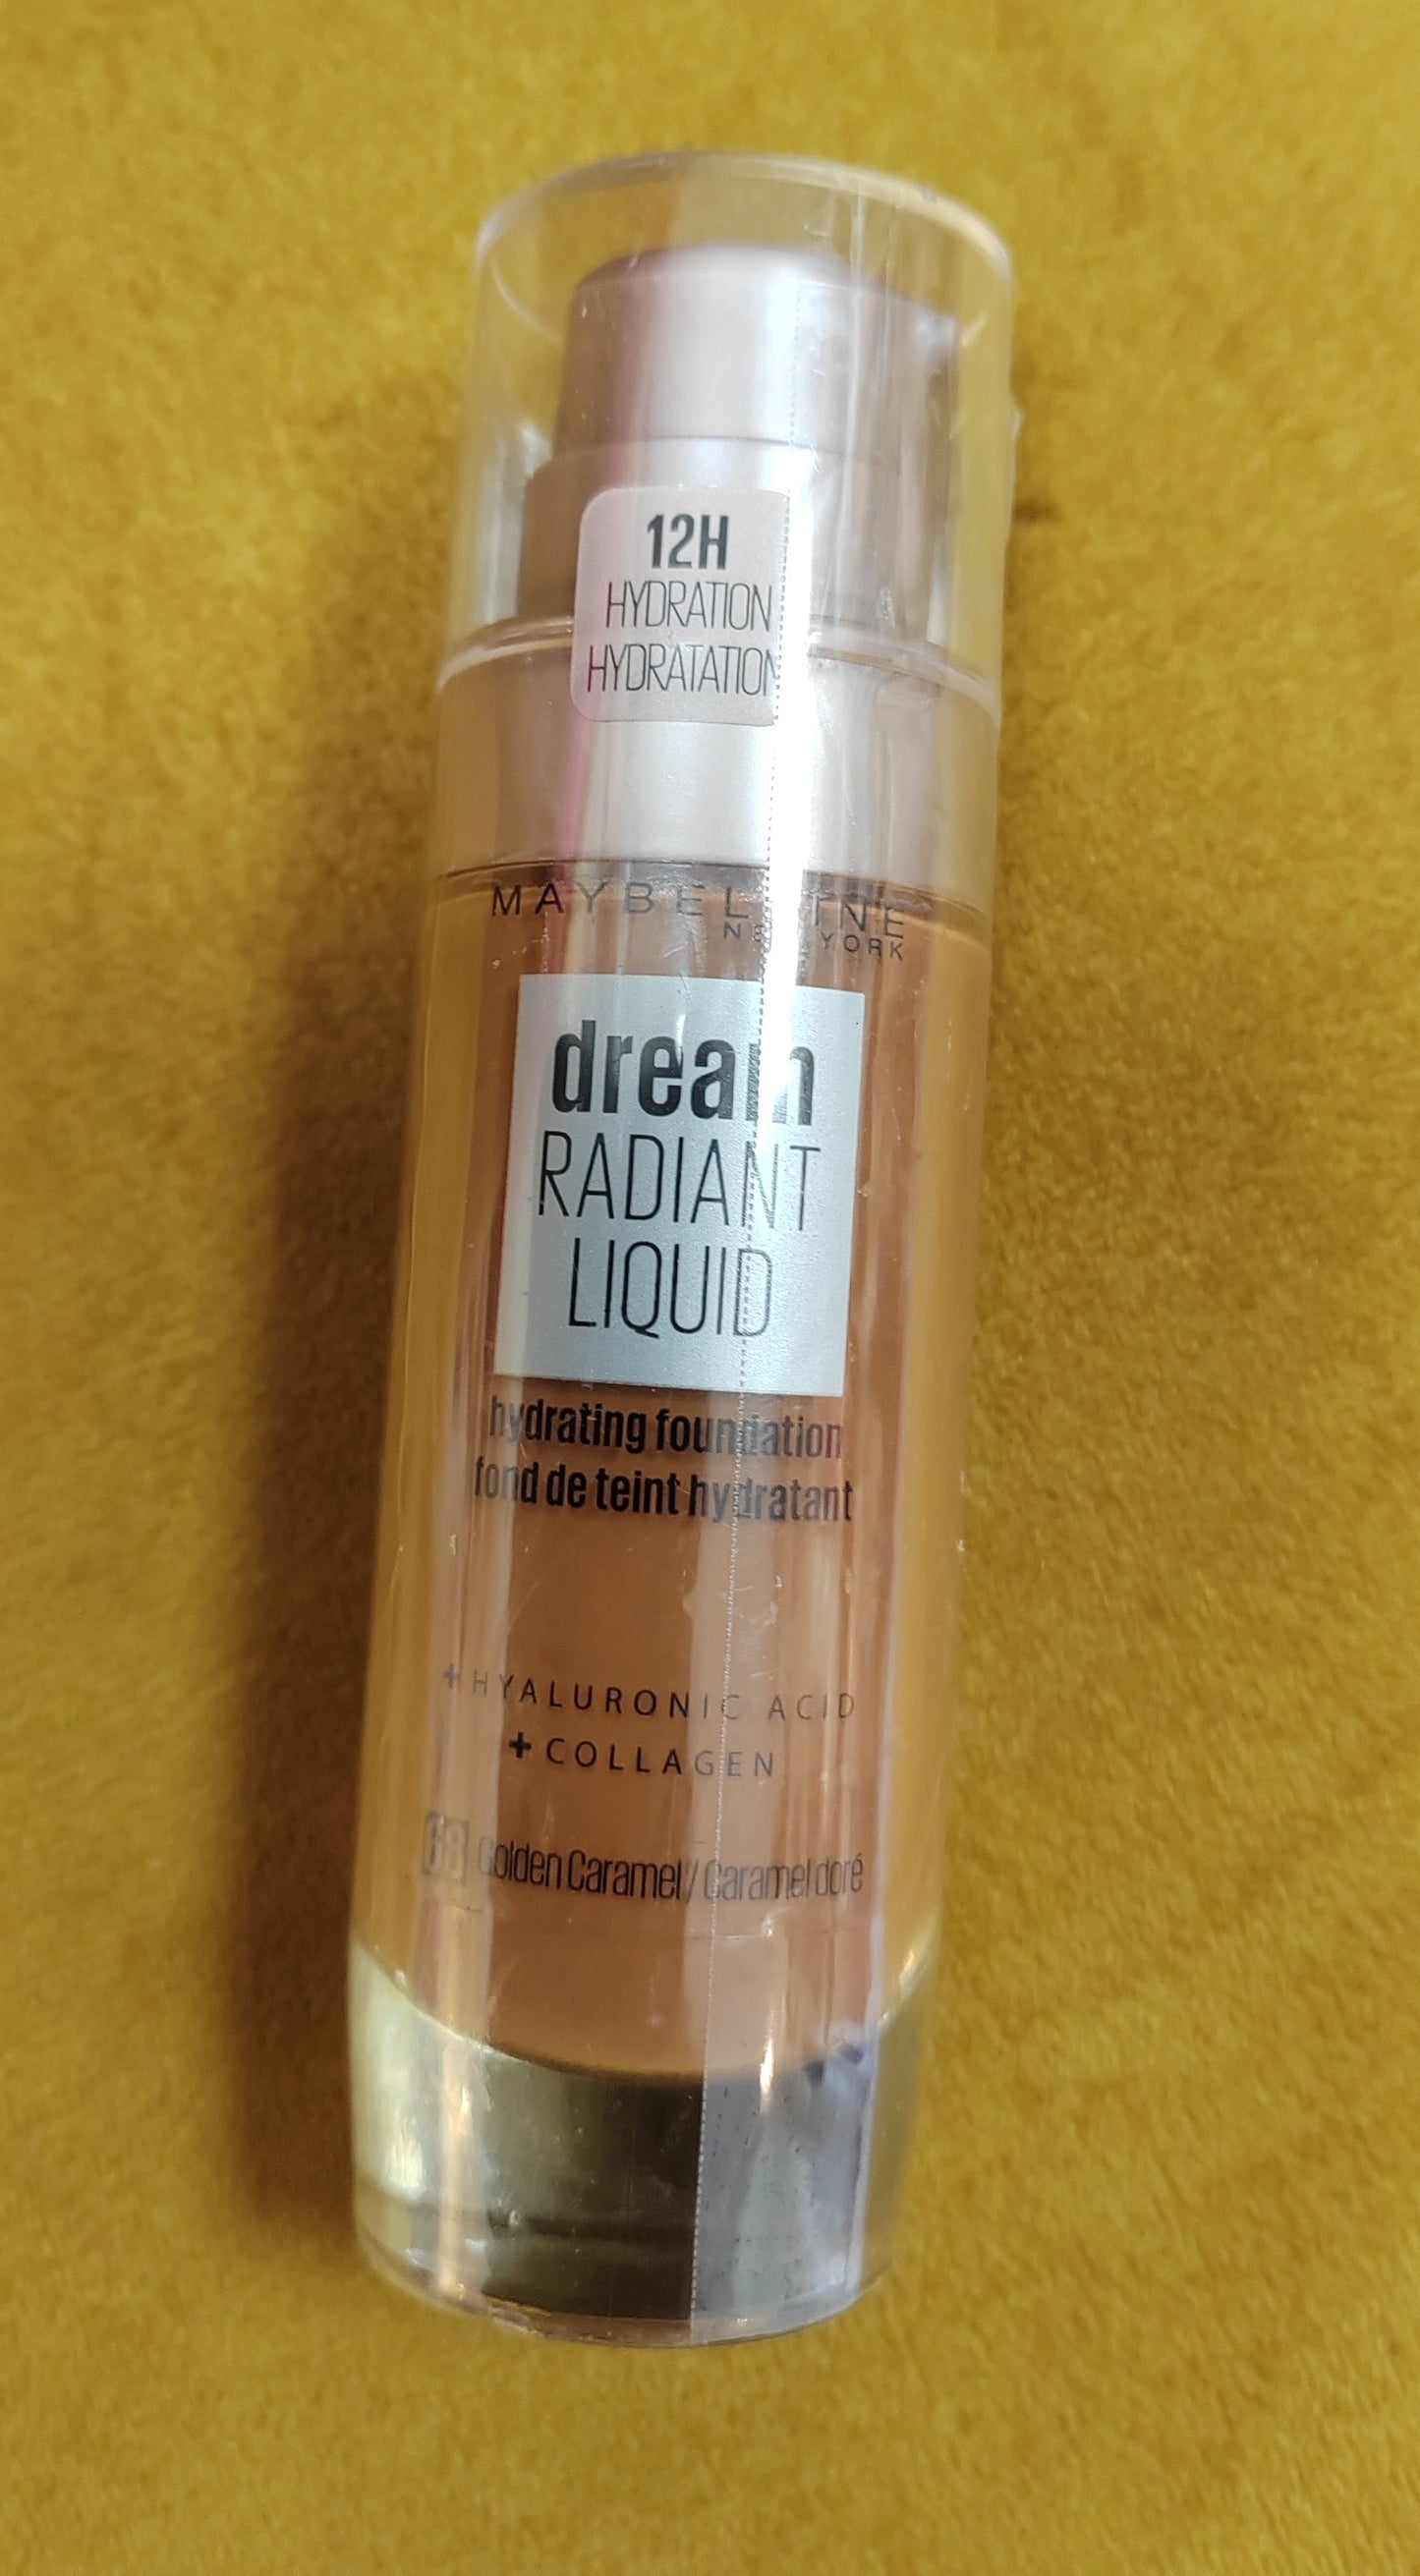 12H
HYDRATION
HYDRATATION
MAYBELLINE
NEW YORK
dream
RADIANT
LIQUID
hydrating foundation
fond de teint hydratant
+ HYALURONIC ACID
+ COLLAGEN
68 Golden Caramel / Caramel doré